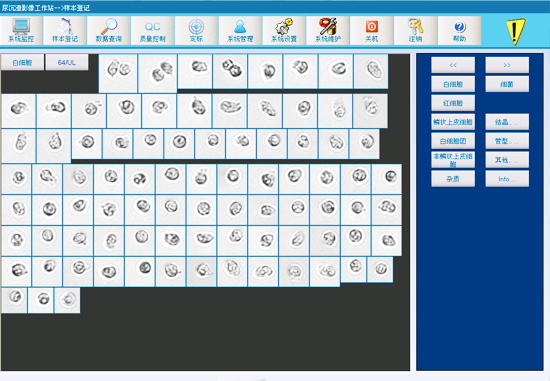 尿沉渣影像工作站-->样本登记
系统监控 样本登记 数据查询 质量控制 定标 系统管理 系统设置 系统维护 关机 注销 帮助
QC
白细胞 64/UL
<< >>
白细胞 细菌
红细胞
鳞状上皮细胞 结晶...
白细胞团 管型...
非鳞状上皮细胞 其他...
杂质 Info...